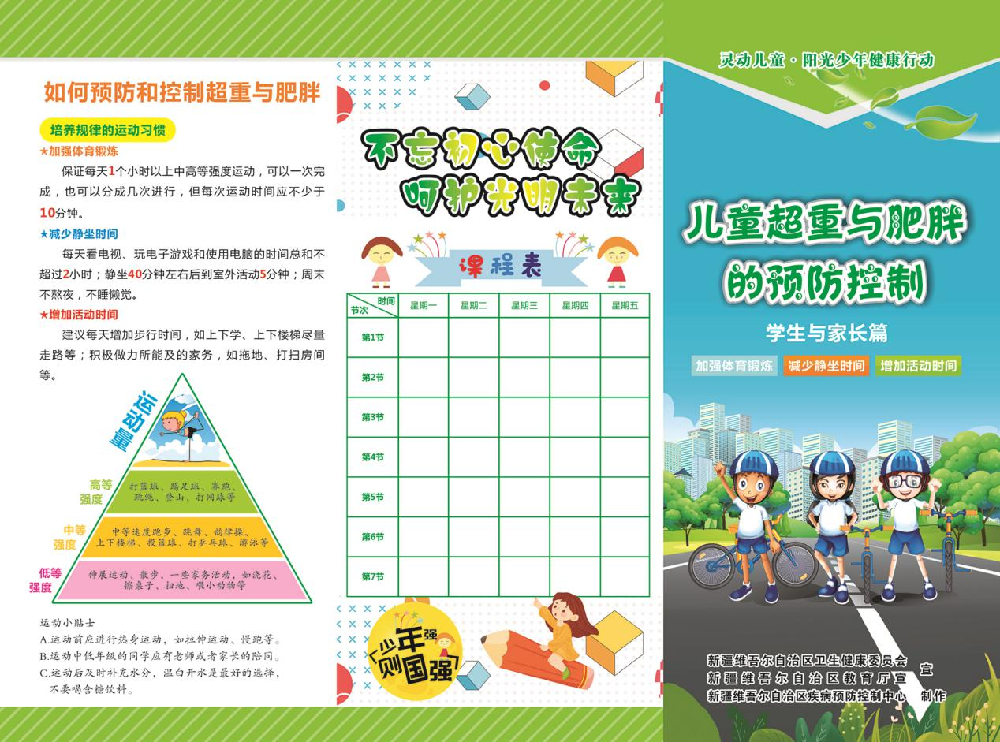 如何预防和控制超重与肥胖
培养规律的运动习惯
★加强体育锻炼
保证每天1个小时以上中高等强度运动，可以一次完
成，也可以分成几次进行，但每次运动时间应不少于
10分钟。
★减少静坐时间
每天看电视、玩电子游戏和使用电脑的时间总和不
超过2小时；静坐40分钟左右后到室外活动5分钟；周末
不熬夜，不睡懒觉。
★增加活动时间
建议每天增加步行时间，如上下学、上下楼梯尽量
走路等；积极做力所能及的家务，如拖地、打扫房间
等。
运动量
高等
强度
打篮球、踢足球、赛跑、
跳绳、登山、打网球等
中等
强度
中等速度跑步、跳舞、韵律操、
上下楼梯、投篮球、打乒乓球、游泳等
低等
强度
伸展运动、散步，一些家务活动，如浇花、
擦桌子、扫地、喂小动物等
运动小贴士
A.运动前应进行热身运动，如拉伸运动、慢跑等。
B.运动中低年级的同学应有老师或者家长的陪同。
C.运动后及时补充水分，温白开水是最好的选择，
不要喝含糖饮料。
不忘初心使命
呵护光明未来
课程表
时间
节次
星期一 星期二 星期三 星期四 星期五
第1节
第2节
第3节
第4节
第5节
第6节
第7节
少年强
则国强
灵动儿童·阳光少年健康行动
儿童超重与肥胖
的预防控制
学生与家长篇
加强体育锻炼 减少静坐时间 增加活动时间
新疆维吾尔自治区卫生健康委员会 宣
新疆维吾尔自治区教育厅宣
新疆维吾尔自治区疾病预防控制中心 制作